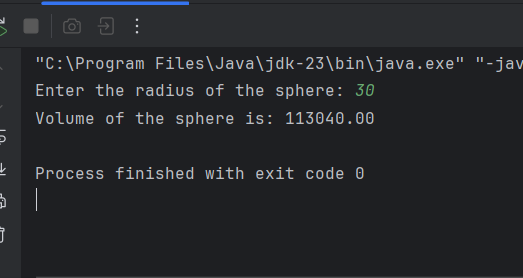 "C:\Program Files\Java\jdk-23\bin\java.exe" "-jav
Enter the radius of the sphere: 30
Volume of the sphere is: 113040.00
Process finished with exit code 0